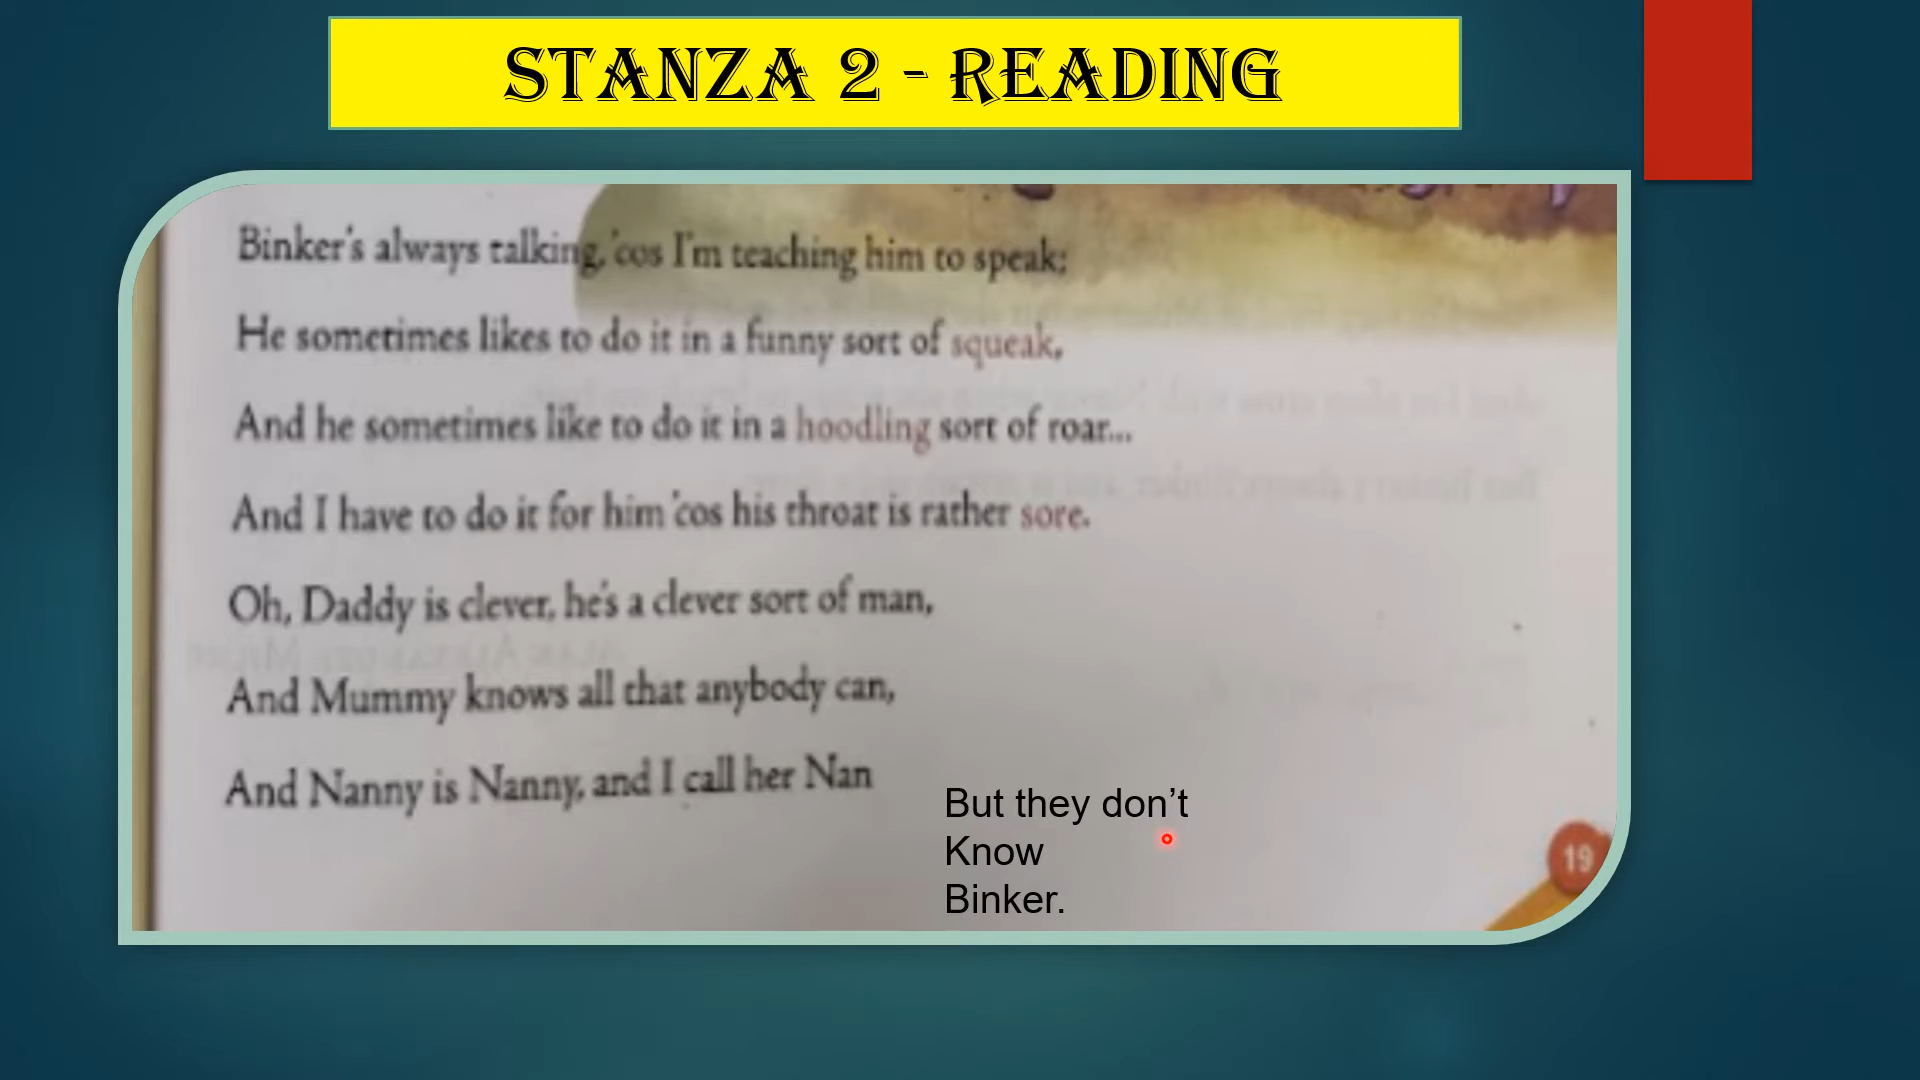 STANZA 2 - READING
Binker's always talking, 'cos I'm teaching him to speak;
He sometimes likes to do it in a funny sort of squeak,
And he sometimes like to do it in a hoodling sort of roar...
And I have to do it for him 'cos his throat is rather sore.
Oh, Daddy is clever, he's a clever sort of man,
And Mummy knows all that anybody can,
And Nanny is Nanny, and I call her Nan
But they don't
Know
Binker.
19